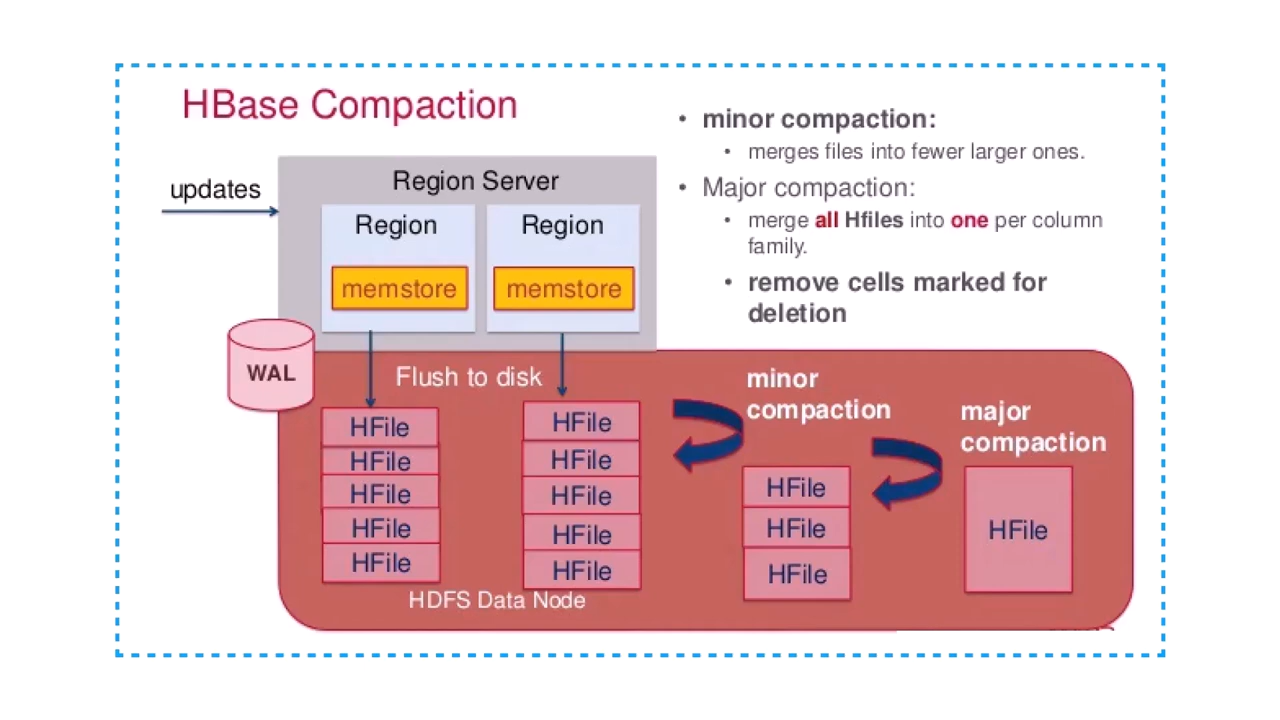 HBase Compaction
updates
Region Server
Region
Region
memstore
memstore
WAL
Flush to disk
HFile
HFile
HFile
HFile
HFile
HFile
HFile
HFile
HFile
HFile
HDFS Data Node
• minor compaction:
• merges files into fewer larger ones.
• Major compaction:
• merge all Hfiles into one per column
family.
• remove cells marked for
deletion
minor
compaction
HFile
HFile
HFile
major
compaction
HFile